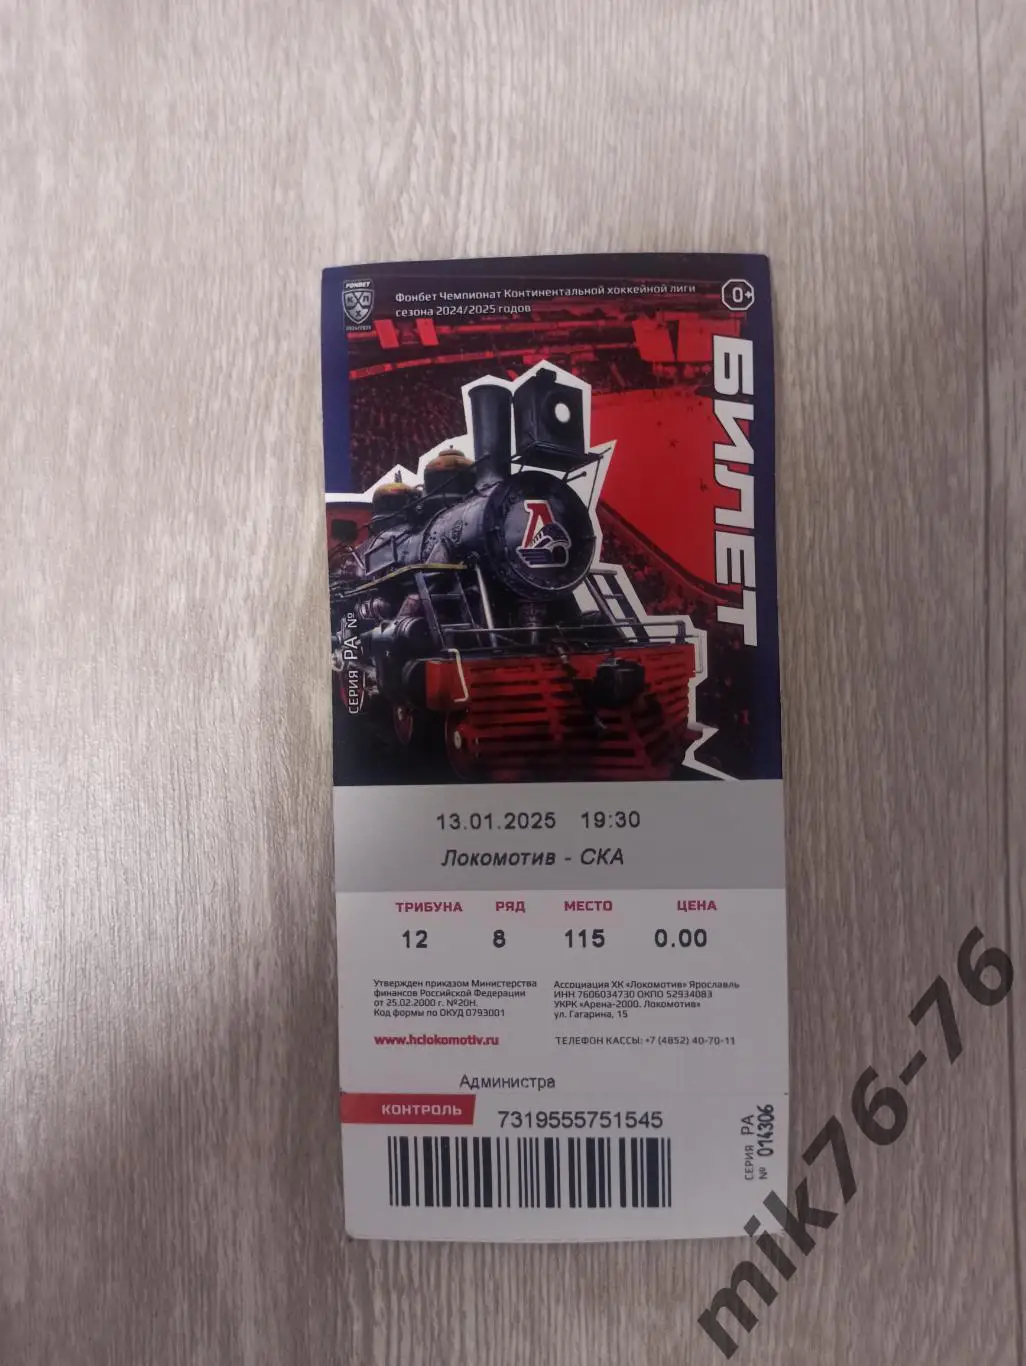 FONBET
КХЛ
2024/2025
Фонбет Чемпионат Континентальной хоккейной лиги
сезона 2024/2025 годов
0+
БИЛЕТ
СЕРИЯ РА №
13.01.2025 19:30
Локомотив - СКА
ТРИБУНА РЯД МЕСТО ЦЕНА
12 8 115 0.00
Утвержден приказом Министерства
финансов Российской Федерации
от 25.02.2000 г. №20Н.
Код формы по ОКУД 0793001
www.hclokomotiv.ru
Ассоциация ХК «Локомотив» Ярославль
ИНН 7606034730 ОКПО 52934083
УКРК «Арена-2000. Локомотив»
ул. Гагарина, 15
ТЕЛЕФОН КАССЫ: +7 (4852) 40-70-11
Администра
КОНТРОЛЬ
7319555751545
СЕРИЯ РА
№ 014306
mik76-76